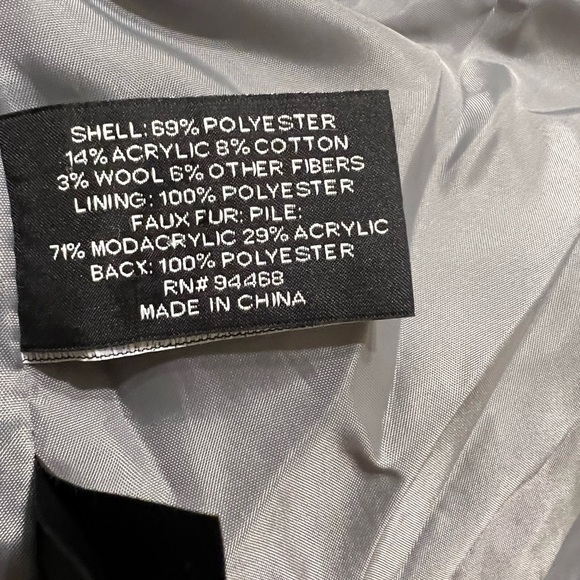 SHELL: 69% POLYESTER
14% ACRYLIC 8% COTTON
3% WOOL 6% OTHER FIBERS
LINING: 100% POLYESTER
FAUX FUR: PILE:
71% MODACRYLIC 29% ACRYLIC
BACK: 100% POLYESTER
RN# 94468
MADE IN CHINA